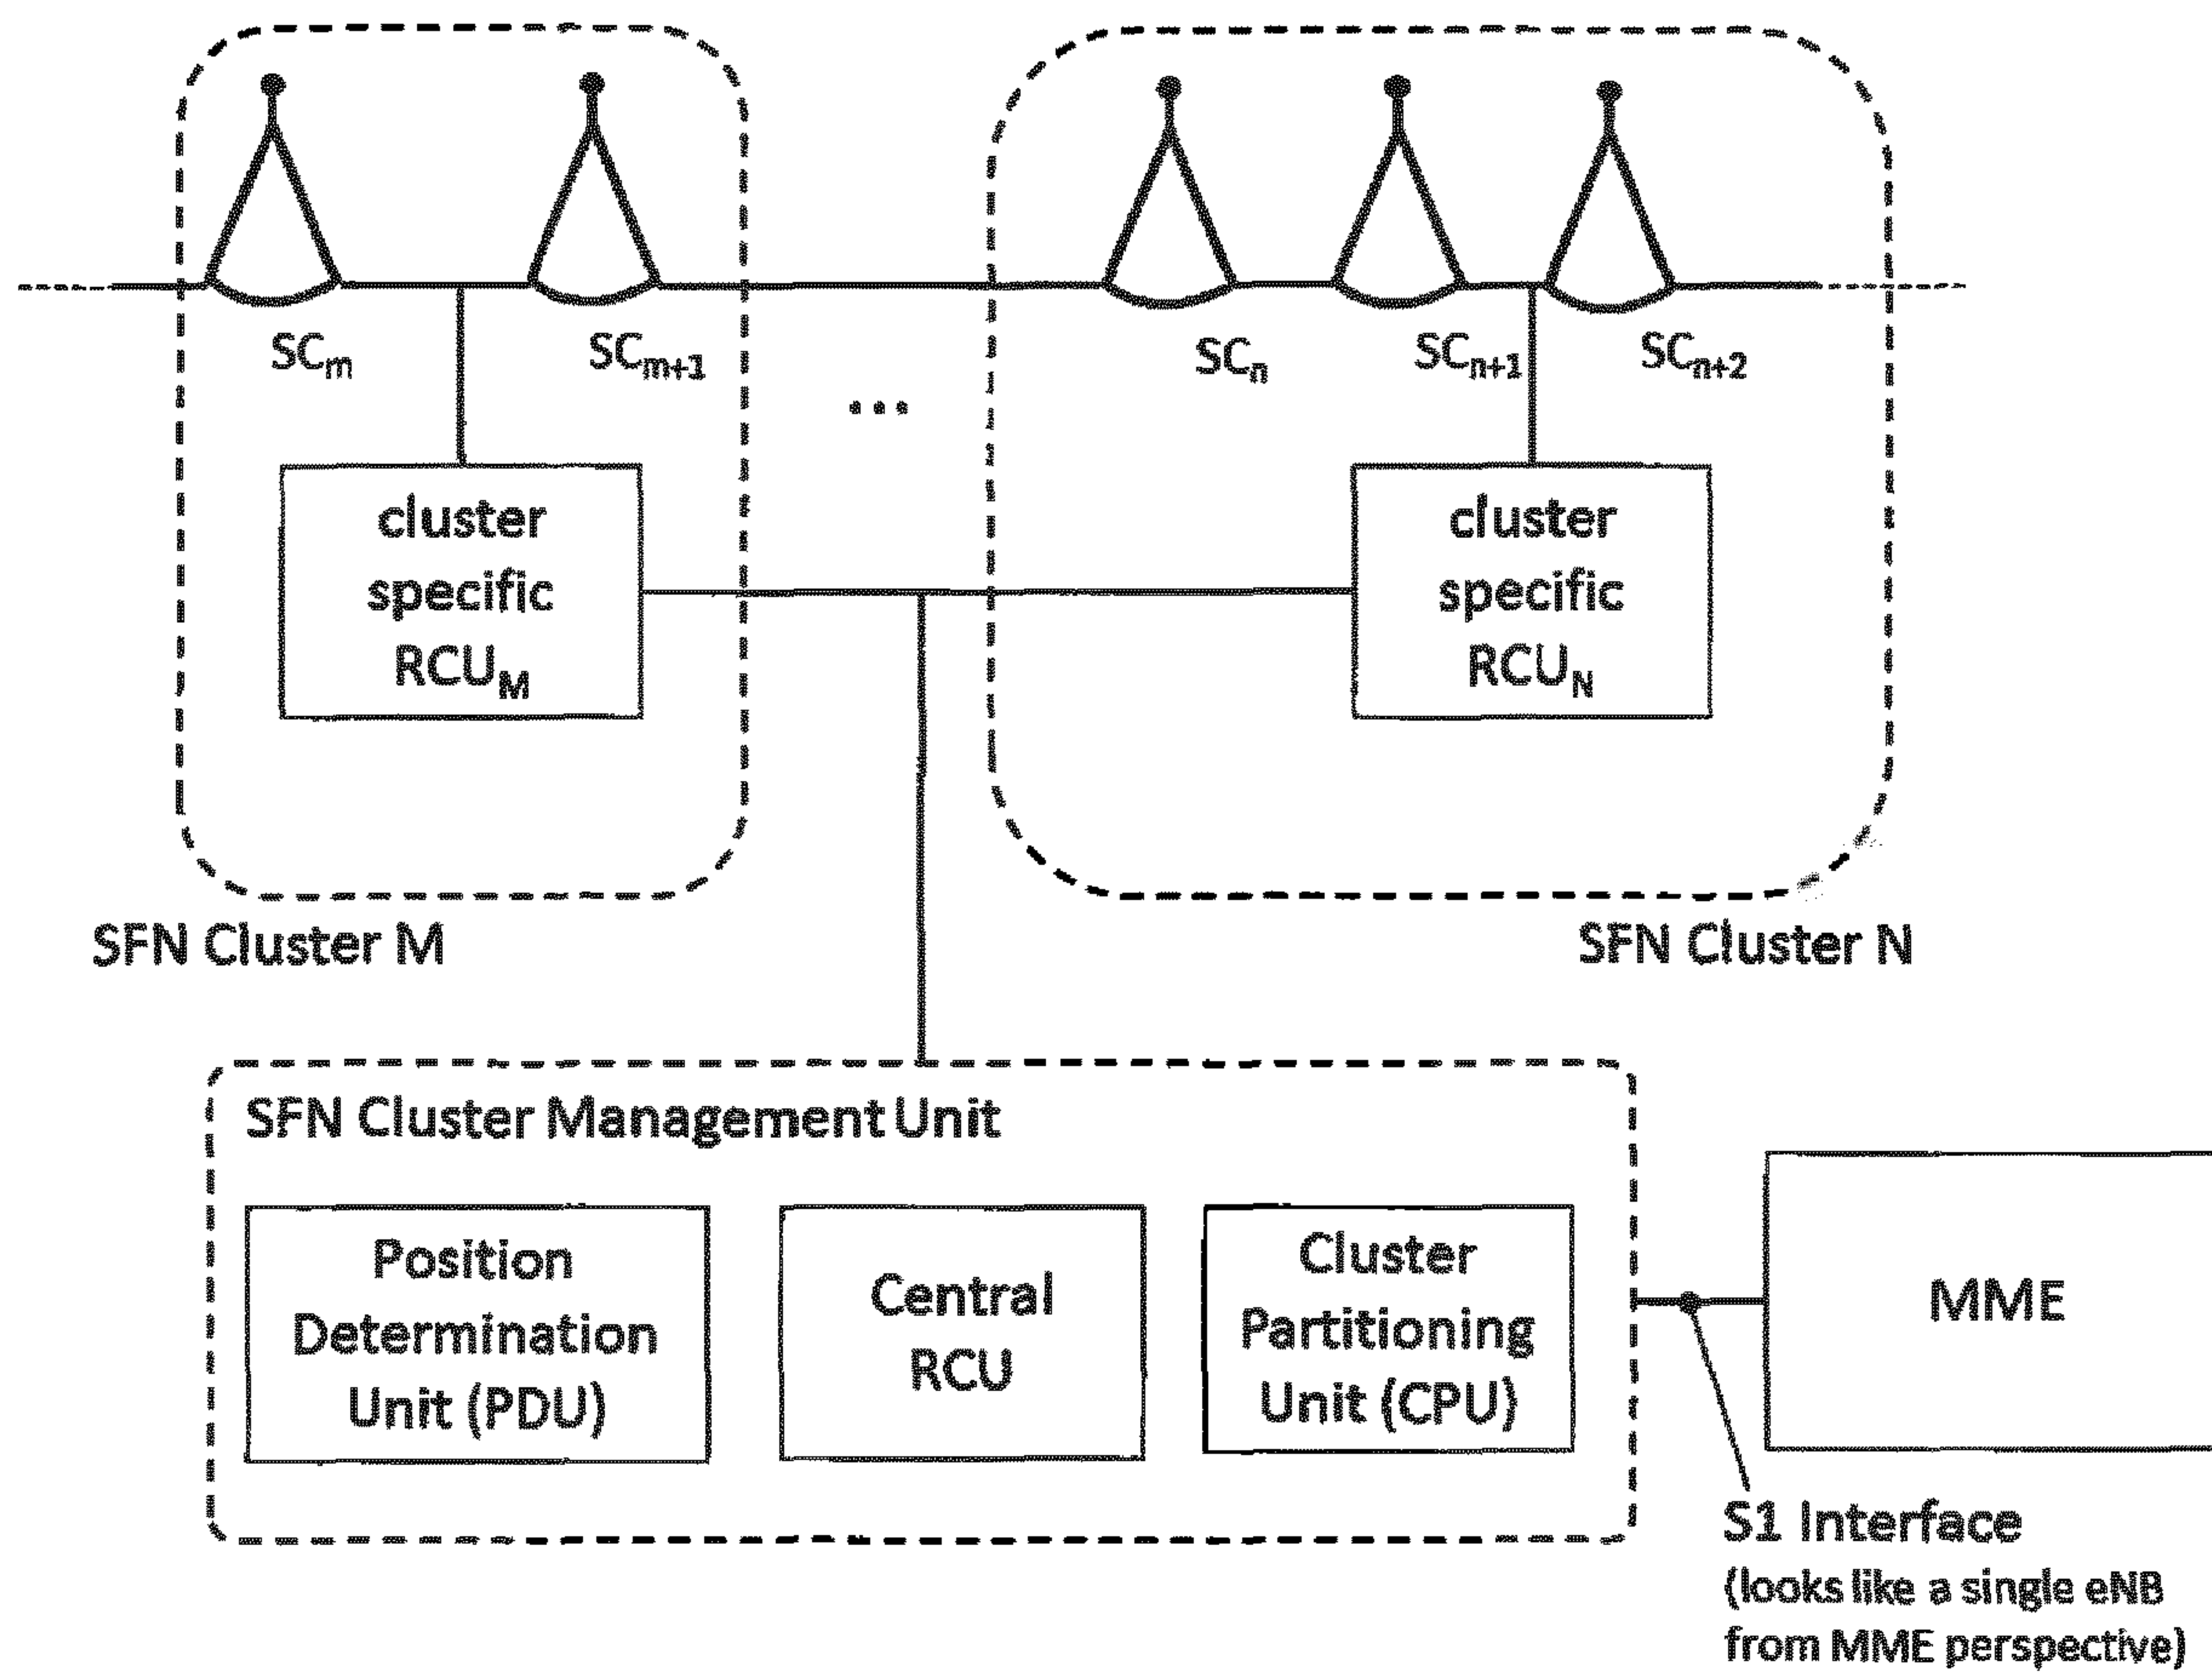 SCₘ
SCₘ₊₁
SCₙ
SCₙ₊₁
SCₙ₊₂
...
cluster
specific
RCU_M
cluster
specific
RCU_N
SFN Cluster M
SFN Cluster N
SFN Cluster Management Unit
Position
Determination
Unit (PDU)
Central
RCU
Cluster
Partitioning
Unit (CPU)
MME
S1 Interface
(looks like a single eNB
from MME perspective)